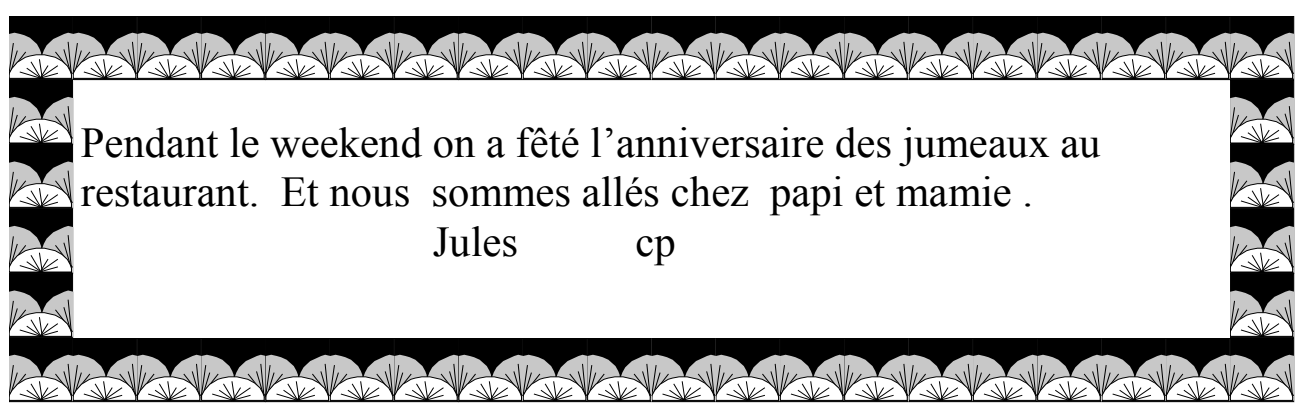 Pendant le weekend on a fêté l’anniversaire des jumeaux au
restaurant.  Et nous  sommes allés chez  papi et mamie .
Jules          cp